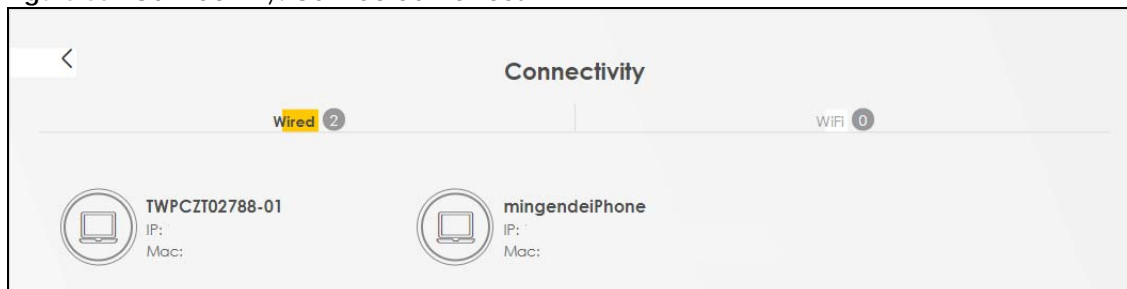 Connectivity
Wired 2
WiFi 0
TWPCZT02788-01
IP:
Mac:
mingendeiPhone
IP:
Mac: